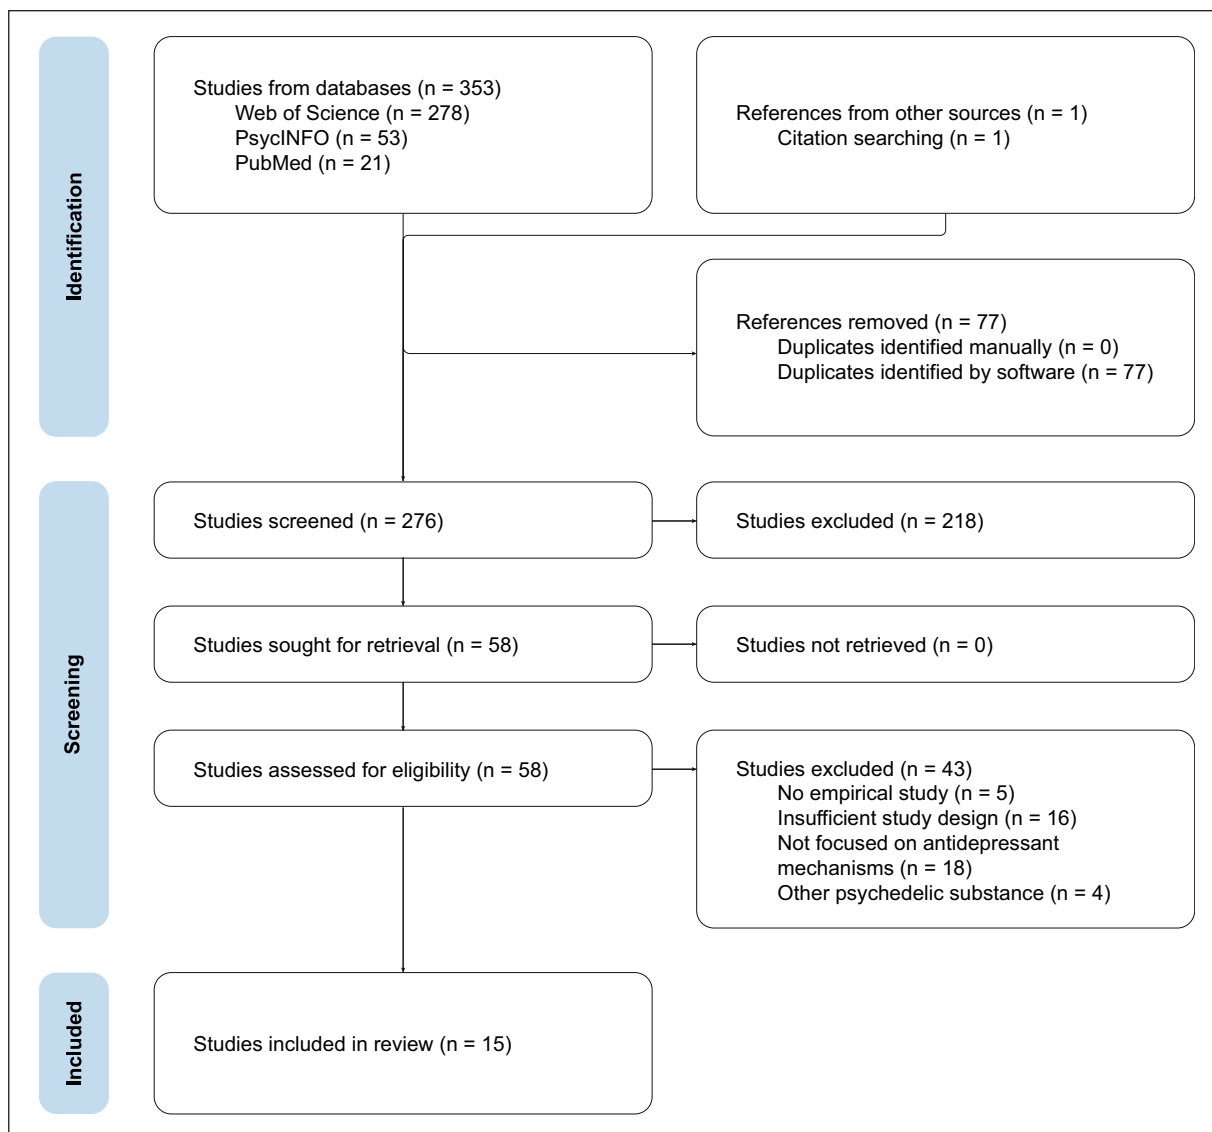 Identification
Studies from databases (n = 353)
Web of Science (n = 278)
PsycINFO (n = 53)
PubMed (n = 21)
References from other sources (n = 1)
Citation searching (n = 1)
References removed (n = 77)
Duplicates identified manually (n = 0)
Duplicates identified by software (n = 77)
Screening
Studies screened (n = 276)
Studies excluded (n = 218)
Studies sought for retrieval (n = 58)
Studies not retrieved (n = 0)
Studies assessed for eligibility (n = 58)
Studies excluded (n = 43)
No empirical study (n = 5)
Insufficient study design (n = 16)
Not focused on antidepressant
mechanisms (n = 18)
Other psychedelic substance (n = 4)
Included
Studies included in review (n = 15)